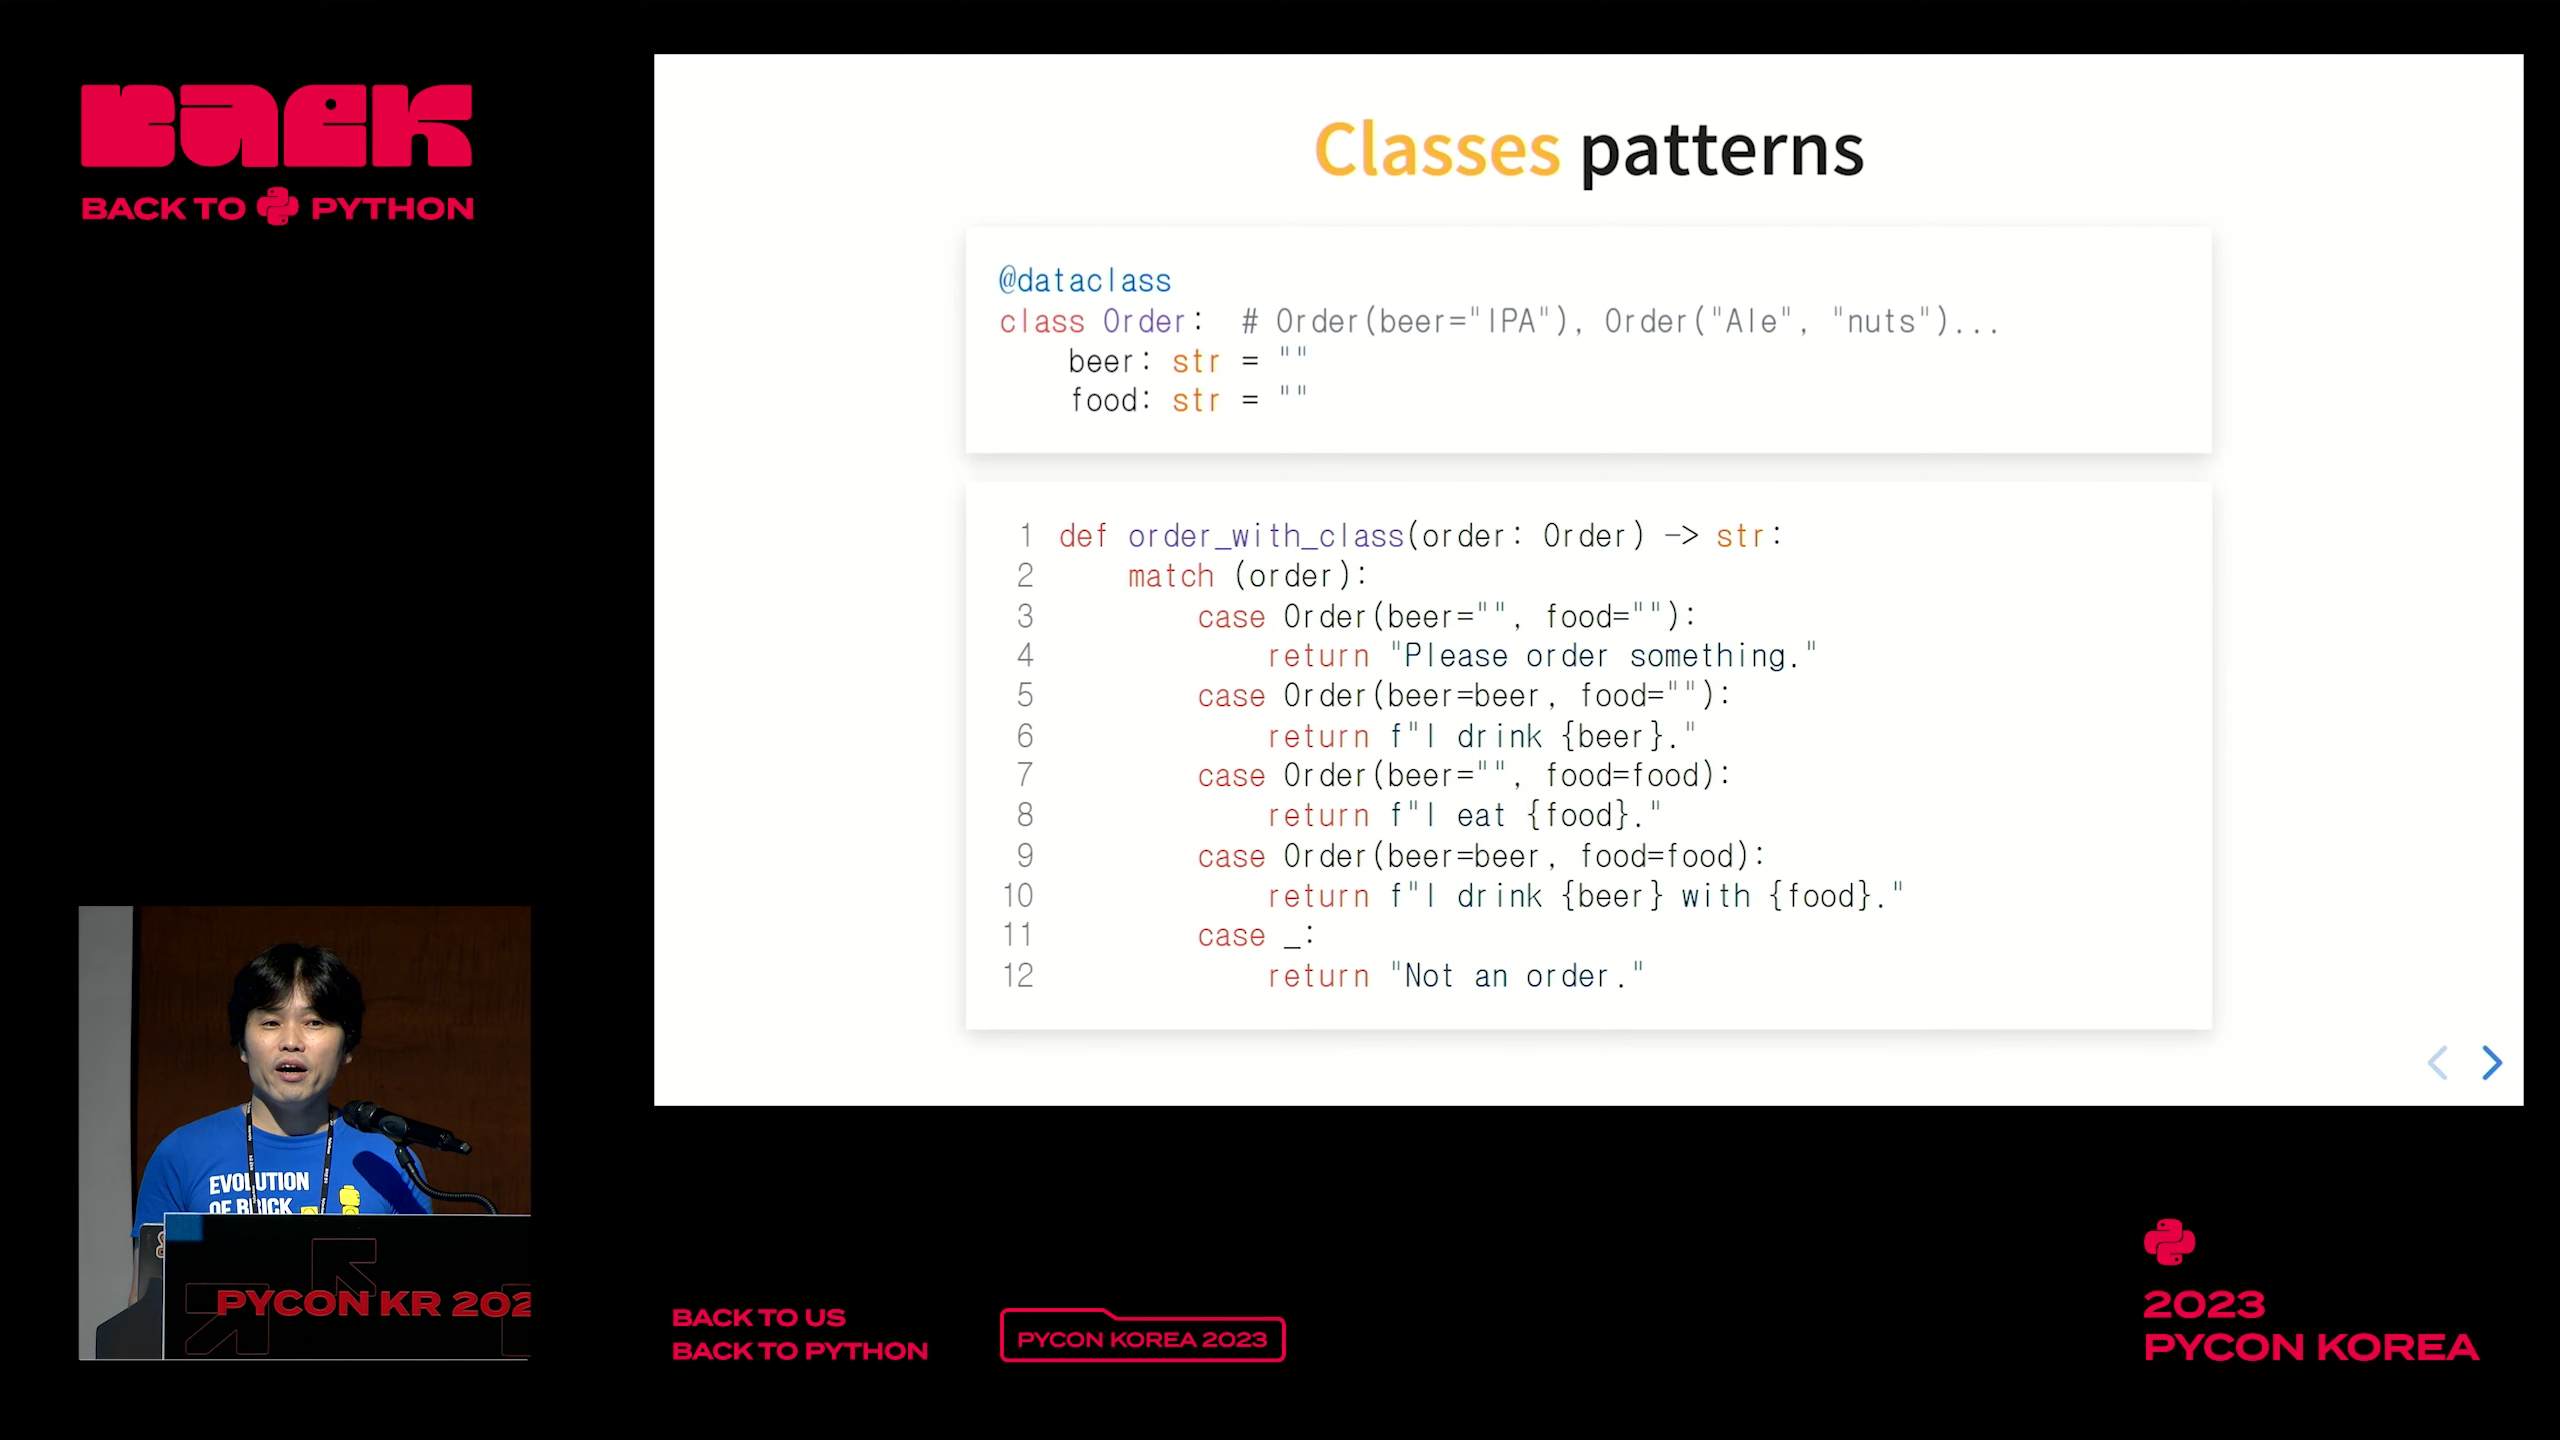 BACK
BACK TO PYTHON
Classes patterns
@dataclass
class Order:  # Order(beer="IPA"), Order("Ale", "nuts")...
    beer: str = ""
    food: str = ""
1 def order_with_class(order: Order) -> str:
2     match (order):
3         case Order(beer="", food=""):
4             return "Please order something."
5         case Order(beer=beer, food=""):
6             return f"I drink {beer}."
7         case Order(beer="", food=food):
8             return f"I eat {food}."
9         case Order(beer=beer, food=food):
10             return f"I drink {beer} with {food}."
11         case _:
12             return "Not an order."
EVOLUTION
OF BRICK
PYCON KR 202
BACK TO US
BACK TO PYTHON
PYCON KOREA 2023
2023
PYCON KOREA